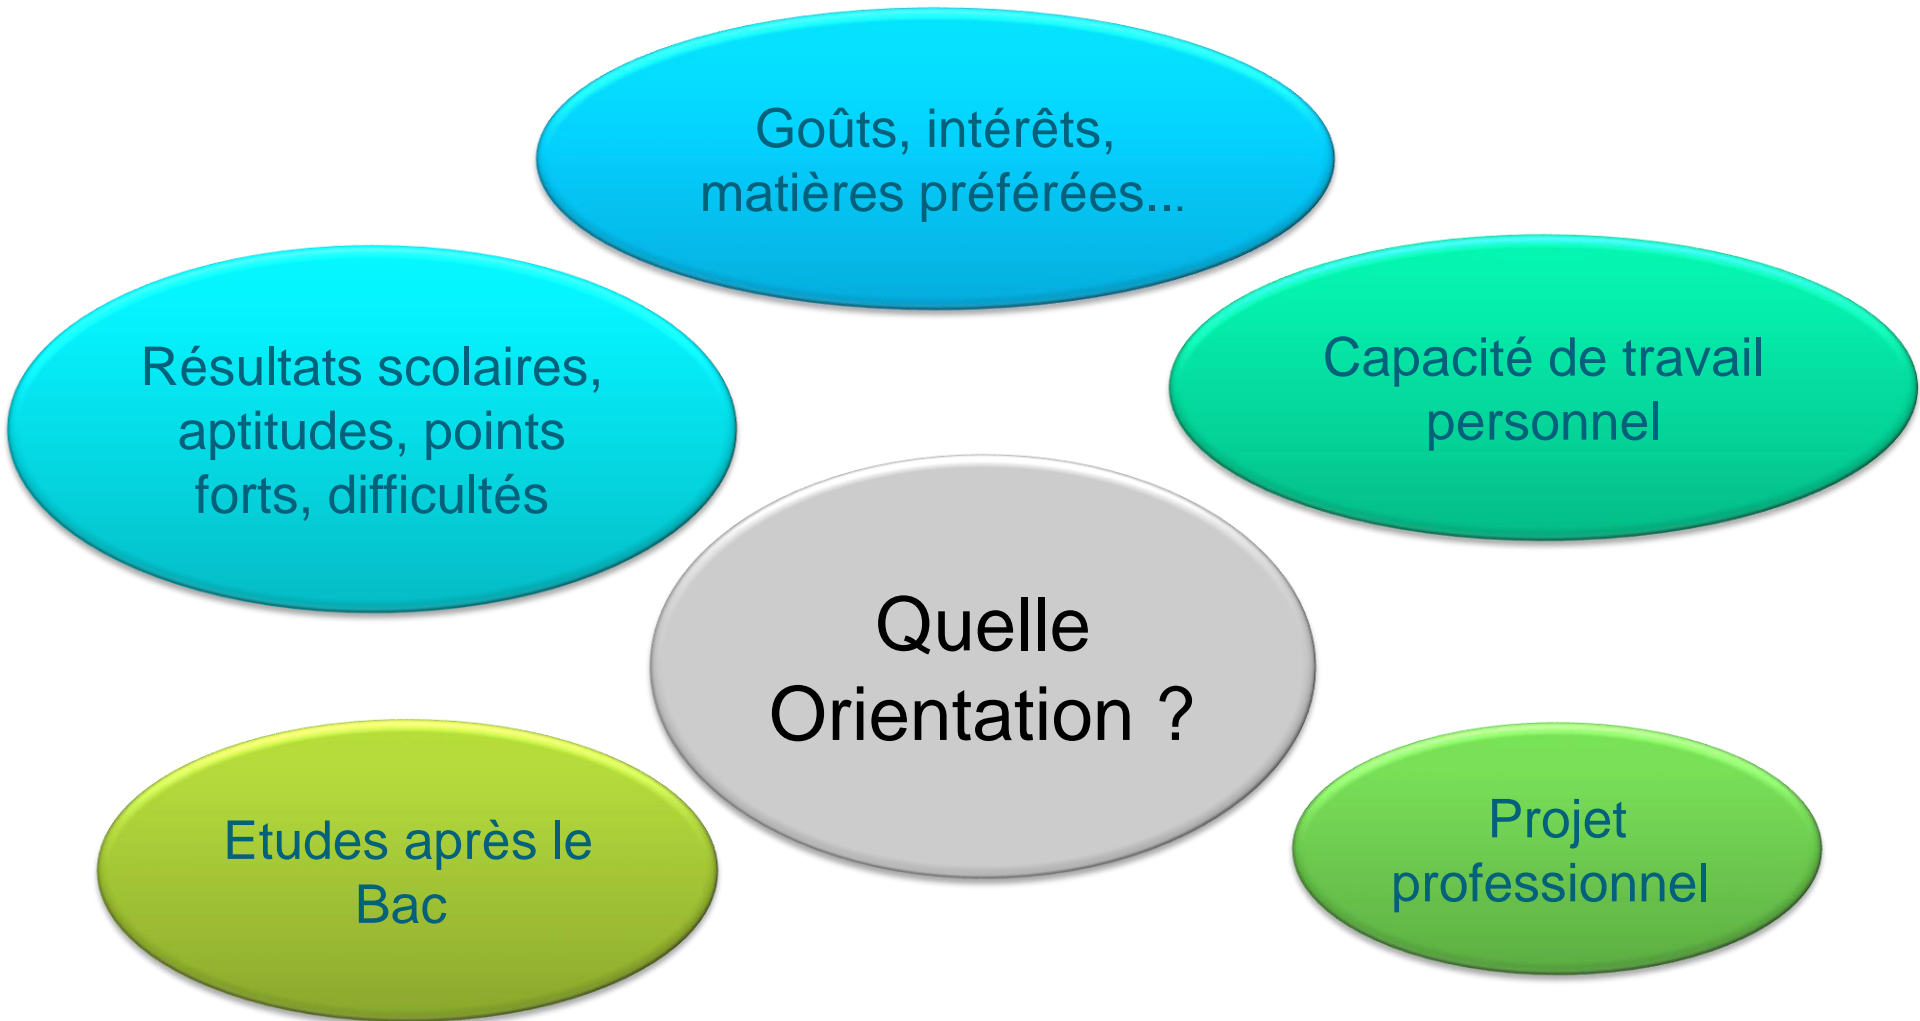 Goûts, intérêts,
matières préférées...
Résultats scolaires,
aptitudes, points
forts, difficultés
Capacité de travail
personnel
Quelle
Orientation ?
Etudes après le
Bac
Projet
professionnel